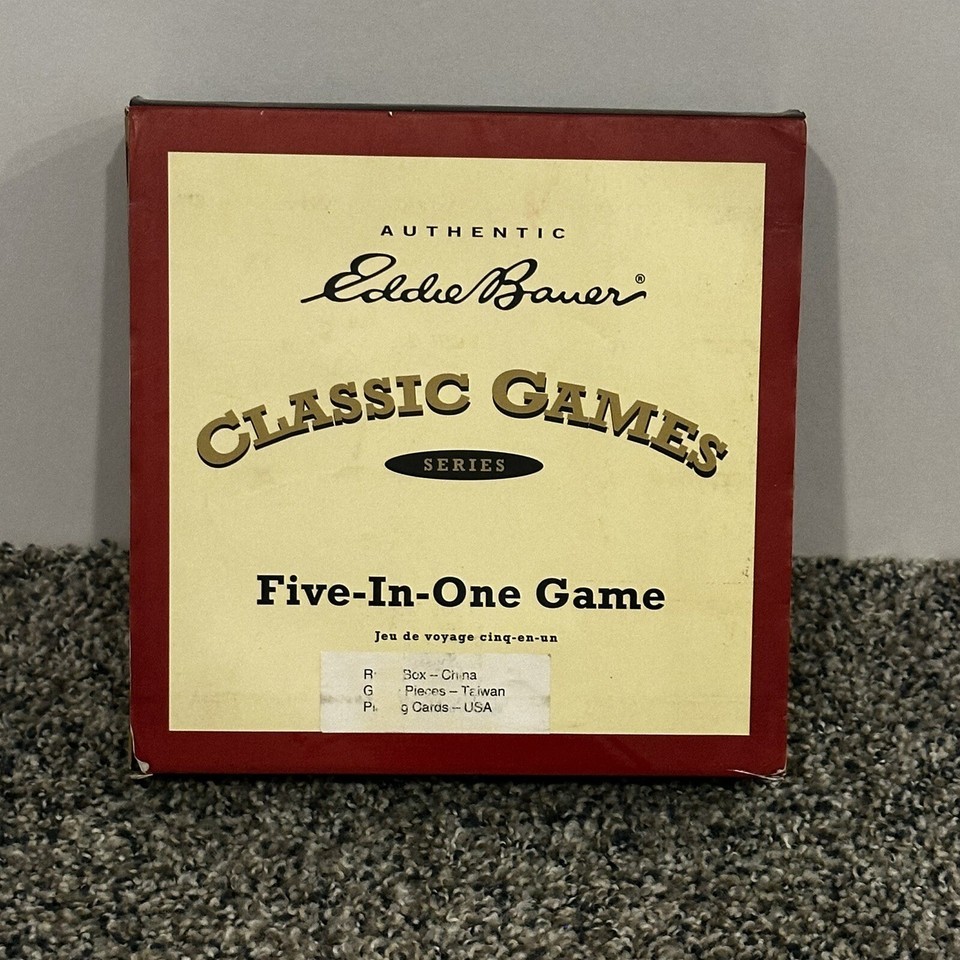 AUTHENTIC
Eddie Bauer®
CLASSIC GAMES
SERIES
Five-In-One Game
Jeu de voyage cinq-en-un
Box – China
Pieces – Taiwan
Cards – USA